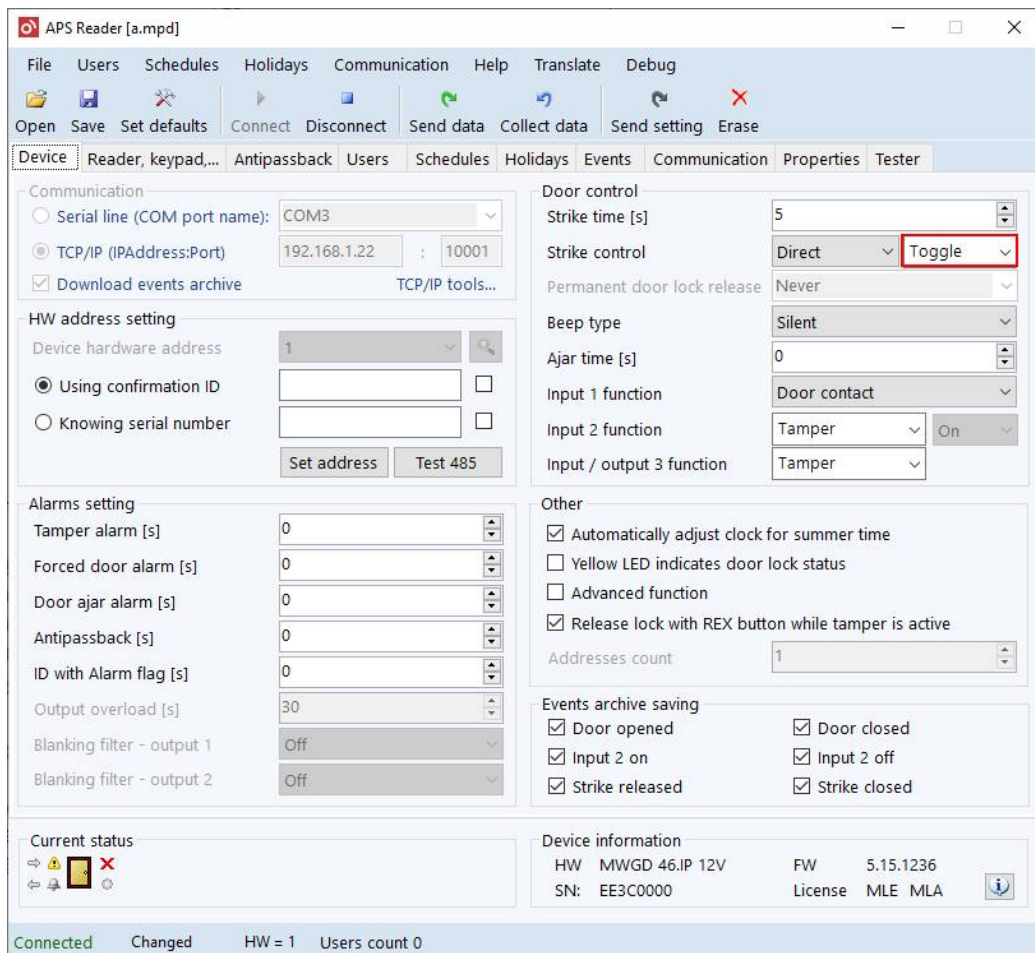 APS Reader [a.mpd]
File Users Schedules Holidays Communication Help Translate Debug
Open Save Set defaults Connect Disconnect Send data Collect data Send setting Erase
Device Reader, keypad,... Antipassback Users Schedules Holidays Events Communication Properties Tester
Communication
Serial line (COM port name): COM3
TCP/IP (IPAddress:Port) 192.168.1.22 : 10001
Download events archive TCP/IP tools...
HW address setting
Device hardware address 1
Using confirmation ID
Knowing serial number
Set address Test 485
Alarms setting
Tamper alarm [s] 0
Forced door alarm [s] 0
Door ajar alarm [s] 0
Antipassback [s] 0
ID with Alarm flag [s] 0
Output overload [s] 30
Blanking filter - output 1 Off
Blanking filter - output 2 Off
Door control
Strike time [s] 5
Strike control Direct Toggle
Permanent door lock release Never
Beep type Silent
Ajar time [s] 0
Input 1 function Door contact
Input 2 function Tamper On
Input / output 3 function Tamper
Other
Automatically adjust clock for summer time
Yellow LED indicates door lock status
Advanced function
Release lock with REX button while tamper is active
Addresses count 1
Events archive saving
Door opened Door closed
Input 2 on Input 2 off
Strike released Strike closed
Current status
Device information
HW MWGD 46.IP 12V FW 5.15.1236
SN: EE3C0000 License MLE MLA
Connected Changed HW = 1 Users count 0